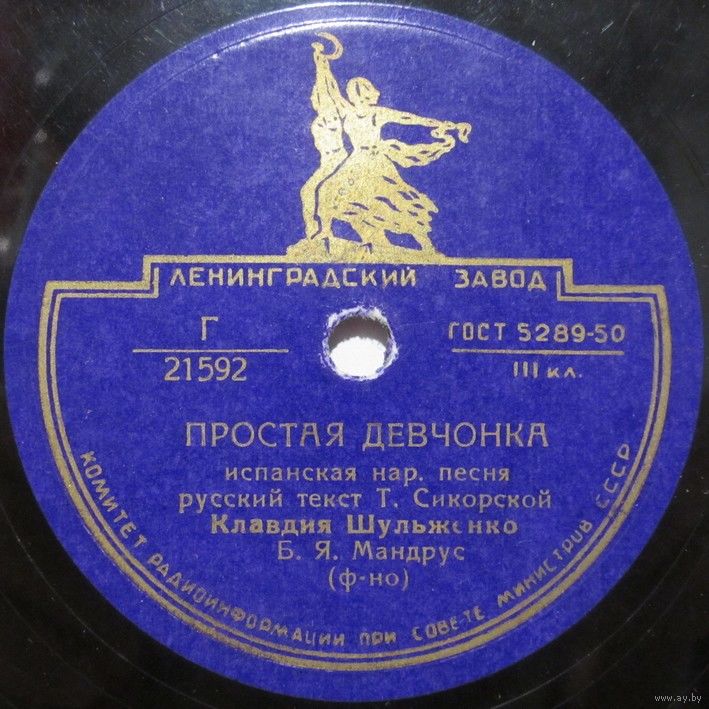 ЛЕНИНГРАДСКИЙ ЗАВОД
Г
21592
ГОСТ 5289-50
III кл.
ПРОСТАЯ ДЕВЧОНКА
испанская нар. песня
русский текст Т. Сикорской
Клавдия Шульженко
Б. Я. Мандрус
(ф-но)
КОМИТЕТ РАДИОИНФОРМАЦИИ ПРИ СОВЕТЕ МИНИСТРОВ СССР
www.ay.by